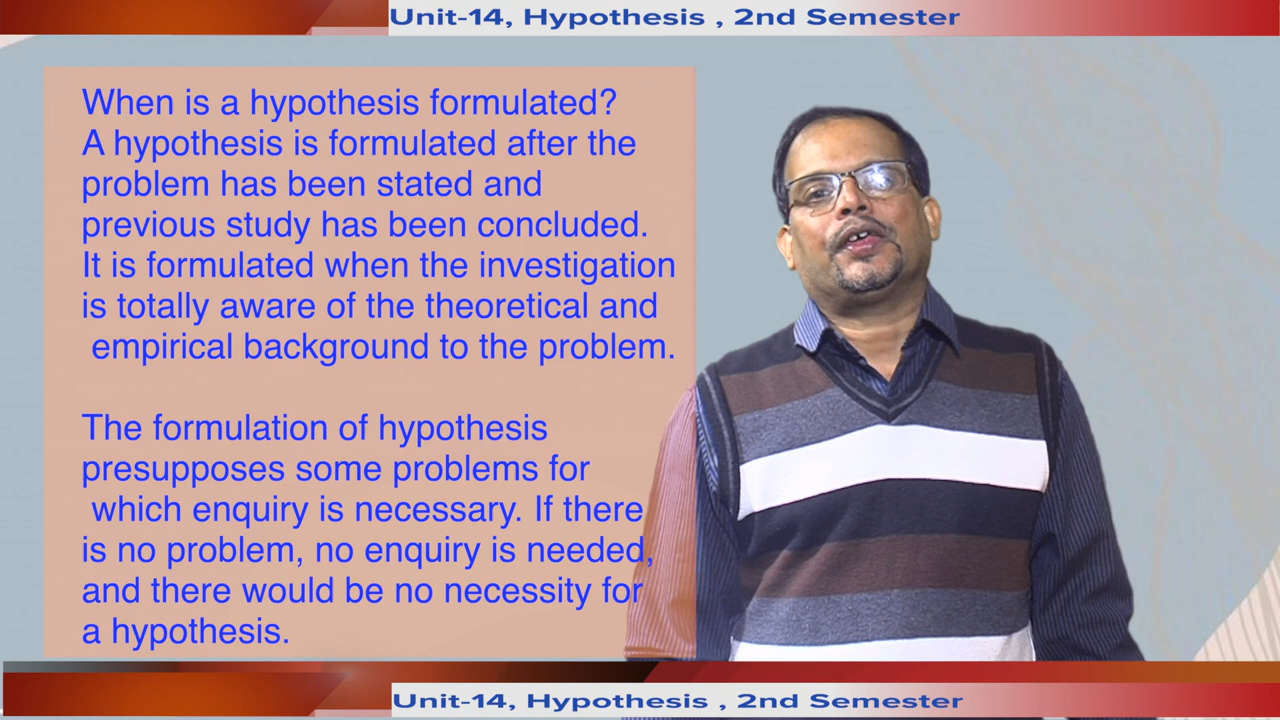 Unit-14, Hypothesis , 2nd Semester
When is a hypothesis formulated?
A hypothesis is formulated after the
problem has been stated and
previous study has been concluded.
It is formulated when the investigation
is totally aware of the theoretical and
empirical background to the problem.
The formulation of hypothesis
presupposes some problems for
which enquiry is necessary. If there
is no problem, no enquiry is needed,
and there would be no necessity for
a hypothesis.
Unit-14, Hypothesis , 2nd Semester